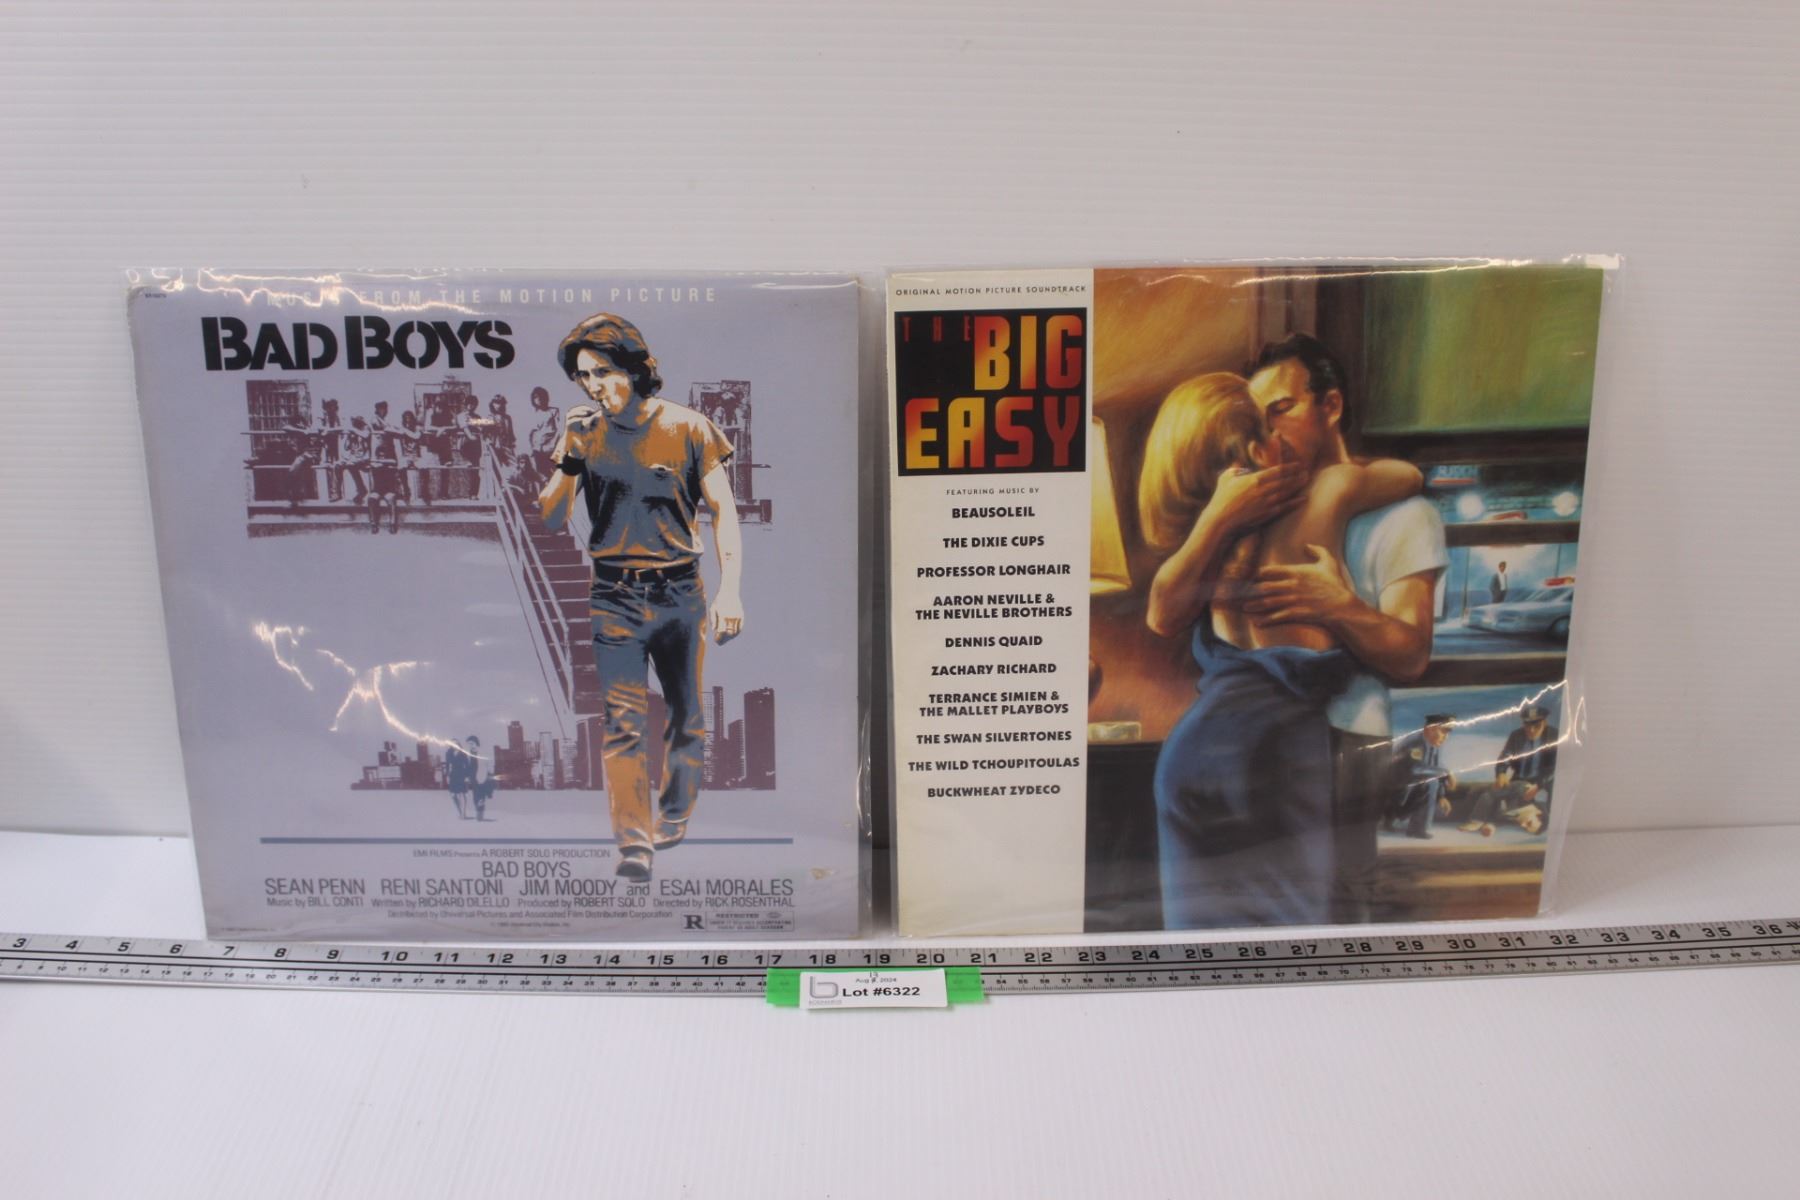 MUSIC FROM THE MOTION PICTURE
BAD BOYS
EMI FILMS Presents A ROBERT SOLO PRODUCTION
BAD BOYS
SEAN PENN RENI SANTONI JIM MOODY and ESAI MORALES
Music by BILL CONTI Written by RICHARD DILELLO Produced by ROBERT SOLO Directed by RICK ROSENTHAL
Distributed by Universal Pictures and Associated Film Distribution Corporation
R RESTRICTED
ORIGINAL MOTION PICTURE SOUNDTRACK
THE BIG
EASY
FEATURING MUSIC BY
BEAUSOLEIL
THE DIXIE CUPS
PROFESSOR LONGHAIR
AARON NEVILLE &
THE NEVILLE BROTHERS
DENNIS QUAID
ZACHARY RICHARD
TERRANCE SIMIEN &
THE MALLET PLAYBOYS
THE SWAN SILVERTONES
THE WILD TCHOUPITOULAS
BUCKWHEAT ZYDECO
3 4 5 6 7 8 9 10 11 12 13 14 15 16 17 18 19 20 21 22 23 24 25 26 27 28 29 30 31 32 33 34 35 36
13
Aug 2024
Lot #6322